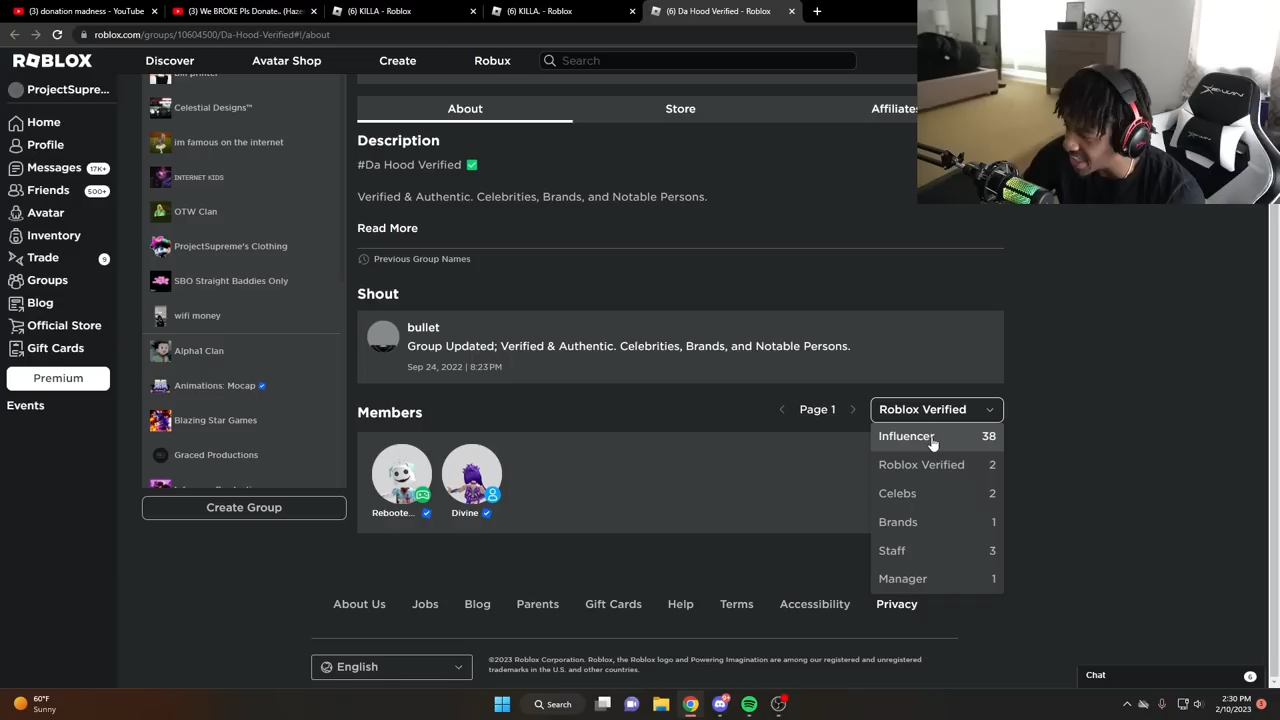 (3) donation madness - YouTube
(3) We BROKE Pls Donate.. (Haze
(6) KILLA - Roblox
(6) KILLA. - Roblox
(6) Da Hood Verified - Roblox
roblox.com/groups/10604500/Da-Hood-Verified#!/about
ROBLOX
Discover
Avatar Shop
Create
Robux
Search
ProjectSupre...
Home
Profile
Messages 17K+
Friends 500+
Avatar
Inventory
Trade 9
Groups
Blog
Official Store
Gift Cards
Premium
Events
Celestial Designs™
im famous on the internet
INTERNET KIDS
OTW Clan
ProjectSupreme's Clothing
SBO Straight Baddies Only
wifi money
Alpha1 Clan
Animations: Mocap
Blazing Star Games
Graced Productions
Create Group
About
Store
Affiliates
Description
#Da Hood Verified ✅
Verified & Authentic. Celebrities, Brands, and Notable Persons.
Read More
Previous Group Names
Shout
bullet
Group Updated; Verified & Authentic. Celebrities, Brands, and Notable Persons.
Sep 24, 2022 | 8:23 PM
Members
Page 1
Roblox Verified
Influencer 38
Roblox Verified 2
Celebs 2
Brands 1
Staff 3
Manager 1
Reboote...
Divine
About Us
Jobs
Blog
Parents
Gift Cards
Help
Terms
Accessibility
Privacy
English
©2023 Roblox Corporation. Roblox, the Roblox logo and Powering Imagination are among our registered and unregistered
trademarks in the U.S. and other countries.
Chat 6
60°F
Sunny
Search
2:30 PM
2/10/2023